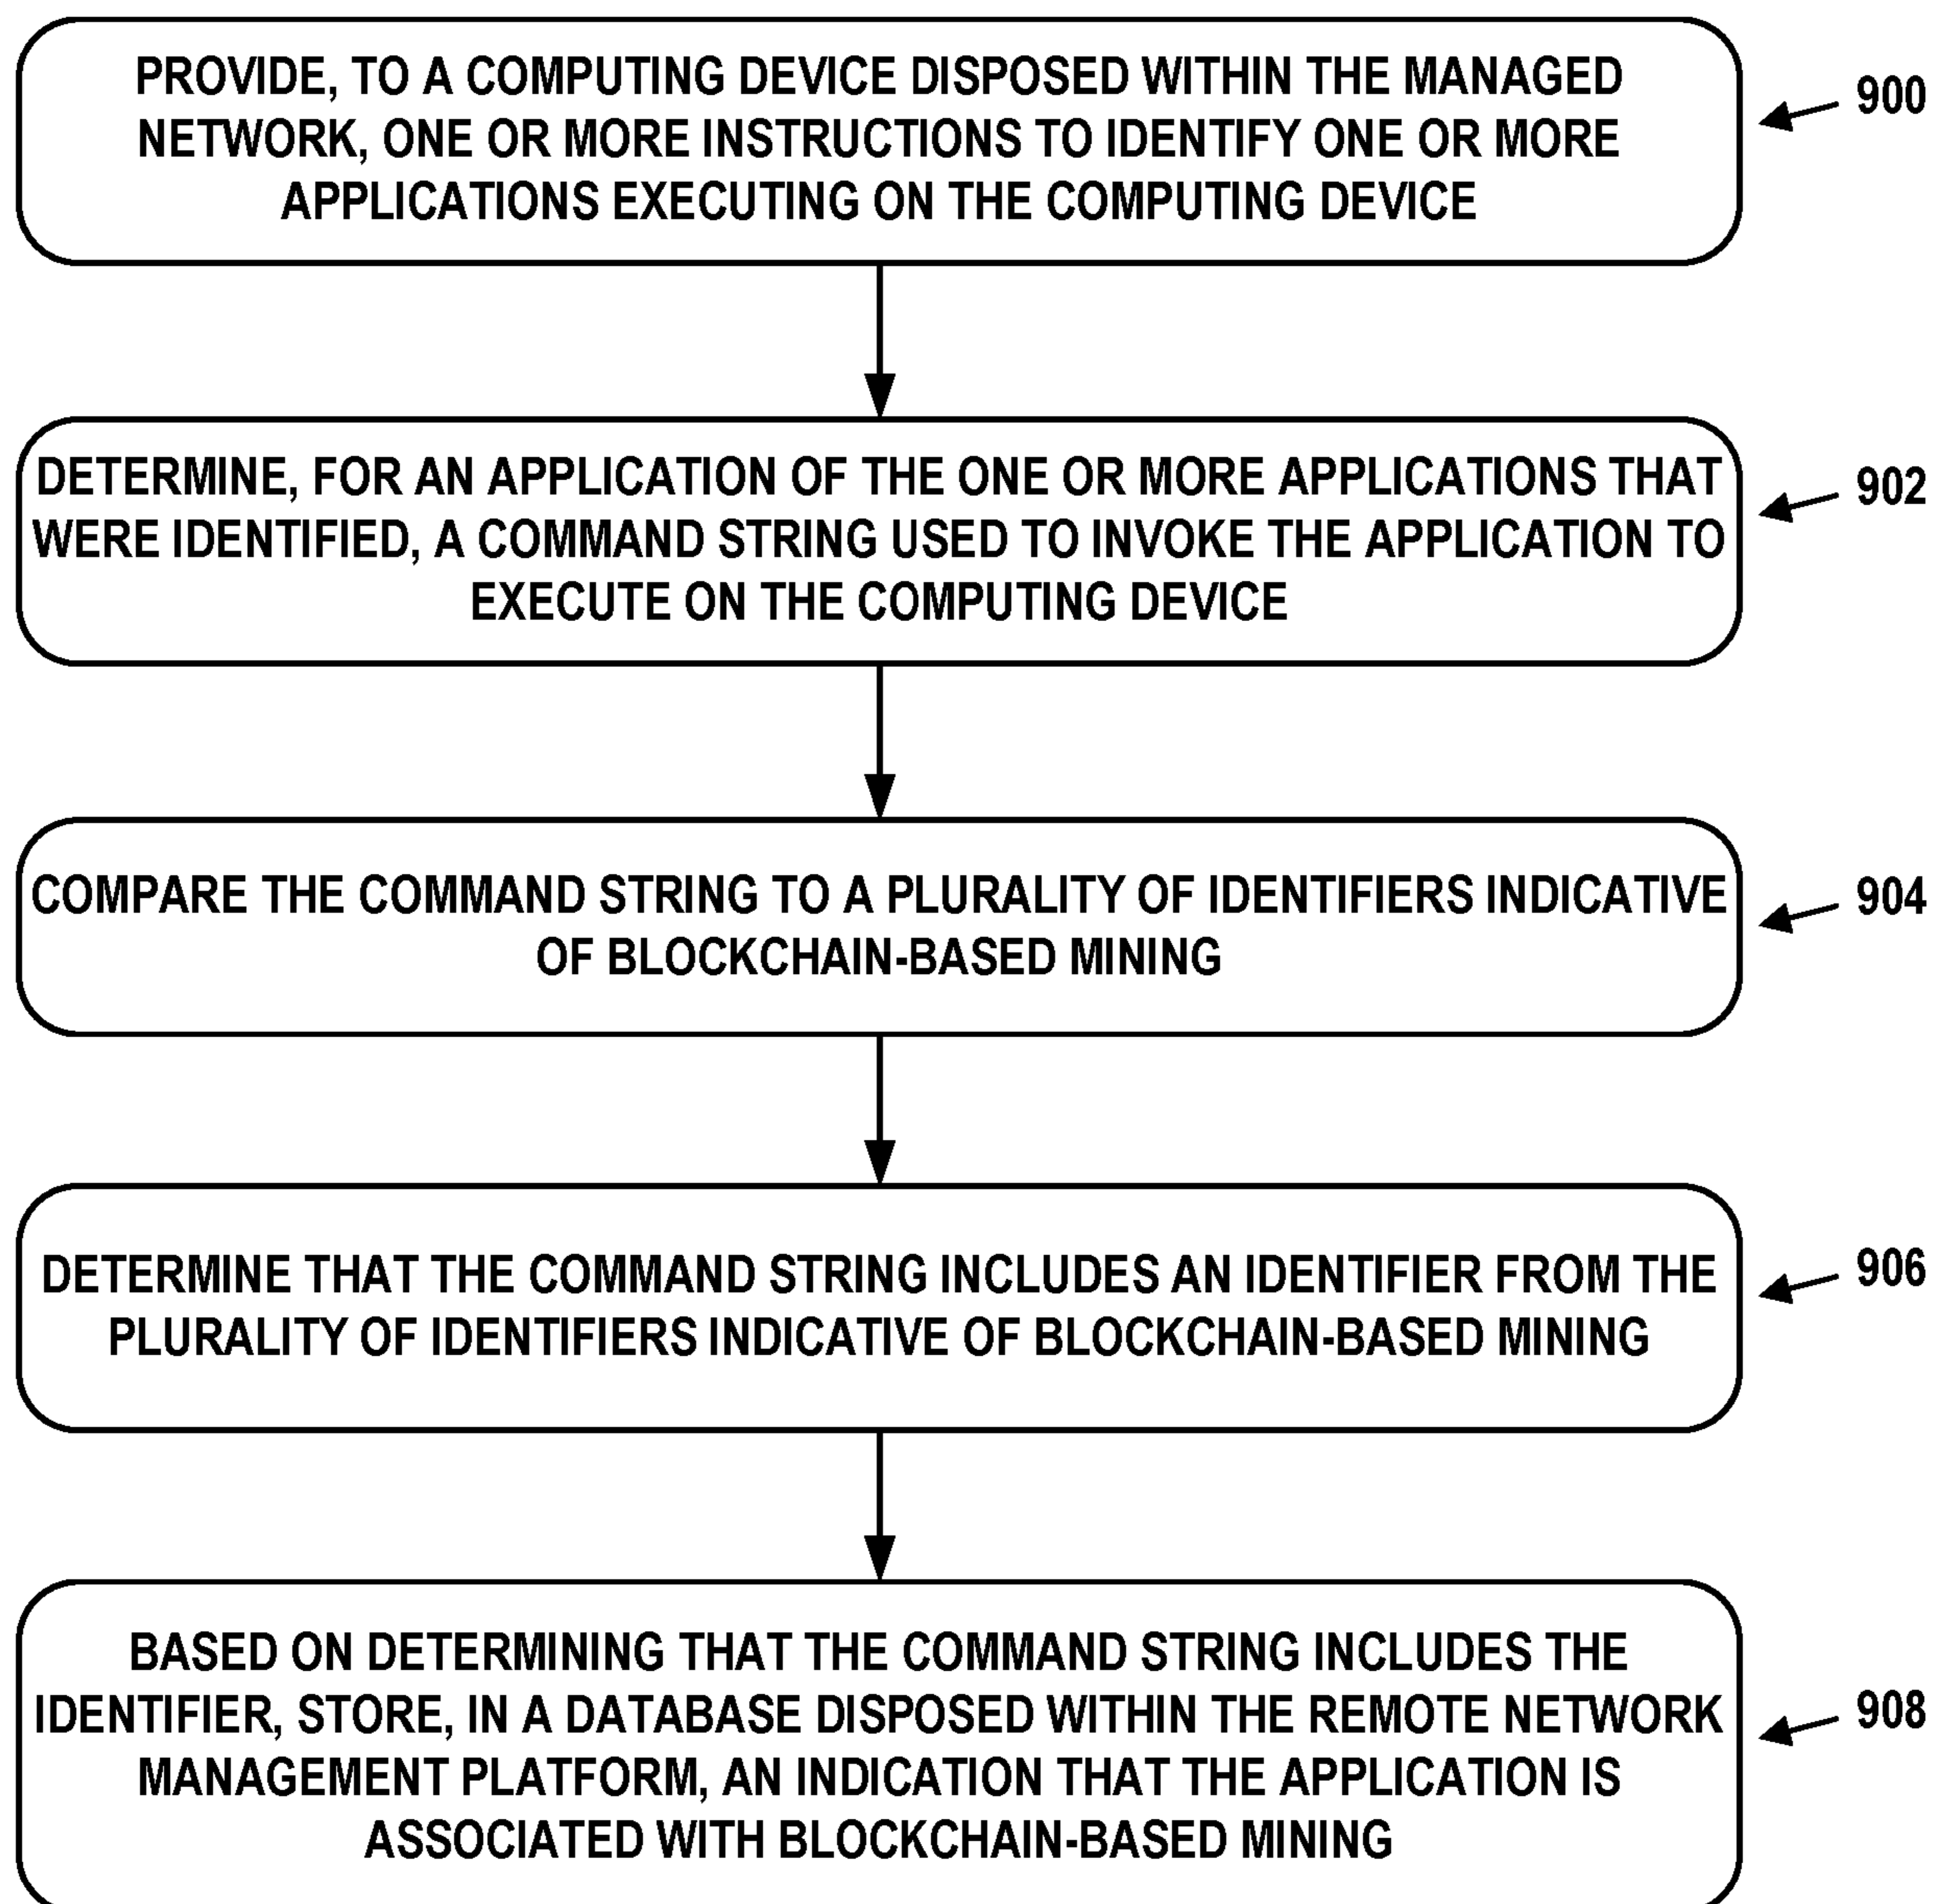 PROVIDE, TO A COMPUTING DEVICE DISPOSED WITHIN THE MANAGED
NETWORK, ONE OR MORE INSTRUCTIONS TO IDENTIFY ONE OR MORE
APPLICATIONS EXECUTING ON THE COMPUTING DEVICE
900
DETERMINE, FOR AN APPLICATION OF THE ONE OR MORE APPLICATIONS THAT
WERE IDENTIFIED, A COMMAND STRING USED TO INVOKE THE APPLICATION TO
EXECUTE ON THE COMPUTING DEVICE
902
COMPARE THE COMMAND STRING TO A PLURALITY OF IDENTIFIERS INDICATIVE
OF BLOCKCHAIN-BASED MINING
904
DETERMINE THAT THE COMMAND STRING INCLUDES AN IDENTIFIER FROM THE
PLURALITY OF IDENTIFIERS INDICATIVE OF BLOCKCHAIN-BASED MINING
906
BASED ON DETERMINING THAT THE COMMAND STRING INCLUDES THE
IDENTIFIER, STORE, IN A DATABASE DISPOSED WITHIN THE REMOTE NETWORK
MANAGEMENT PLATFORM, AN INDICATION THAT THE APPLICATION IS
ASSOCIATED WITH BLOCKCHAIN-BASED MINING
908